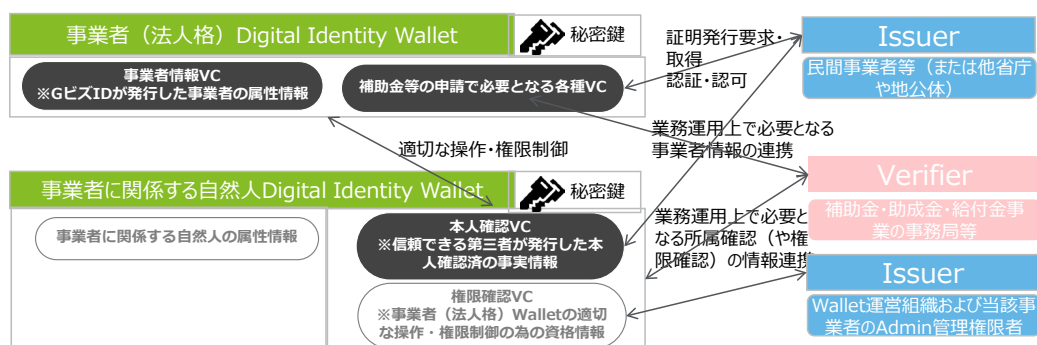 事業者（法人格）Digital Identity Wallet
秘密鍵
事業者情報VC
※GビズIDが発行した事業者の属性情報
補助金等の申請で必要となる各種VC
証明発行要求・
取得
認証・認可
Issuer
民間事業者等（または他省庁
や地公体）
適切な操作・権限制御
業務運用上で必要となる
事業者情報の連携
Verifier
補助金・助成金・給付金事
業の事務局等
事業者に関係する自然人Digital Identity Wallet
秘密鍵
事業者に関係する自然人の属性情報
本人確認VC
※信頼できる第三者が発行した本
人確認済の事実情報
権限確認VC
※事業者（法人格）Walletの適切
な操作・権限制御の為の資格情報
業務運用上で必要と
なる所属確認（や権
限確認）の情報連携
Issuer
Wallet運営組織および当該事
業者のAdmin管理権限者